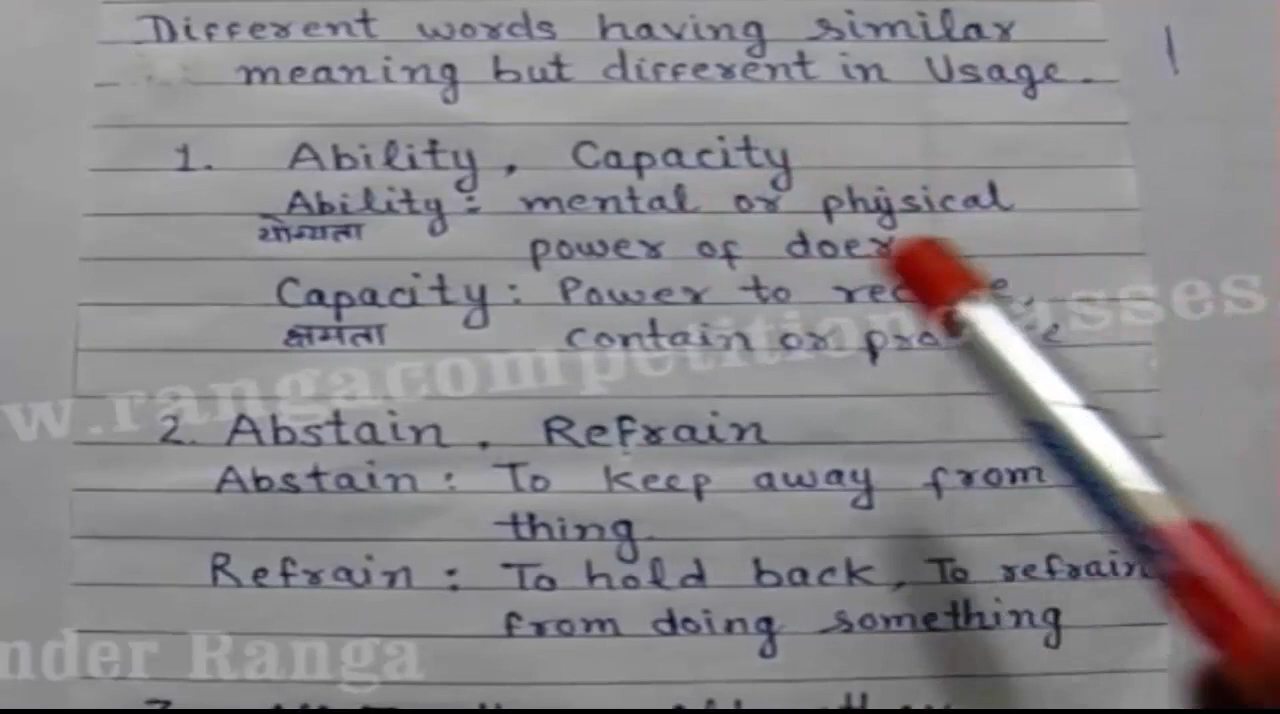 Different words having similar
meaning but different in Usage.
1. Ability, Capacity
Ability: mental or physical
योग्यता
power of doer
Capacity: Power to
क्षमता
contain or
2. Abstain, Refrain
Abstain: To keep away from
thing.
Refrain: To hold back, To refrain
from doing something
w.rangacompetition asses.
nder Ranga